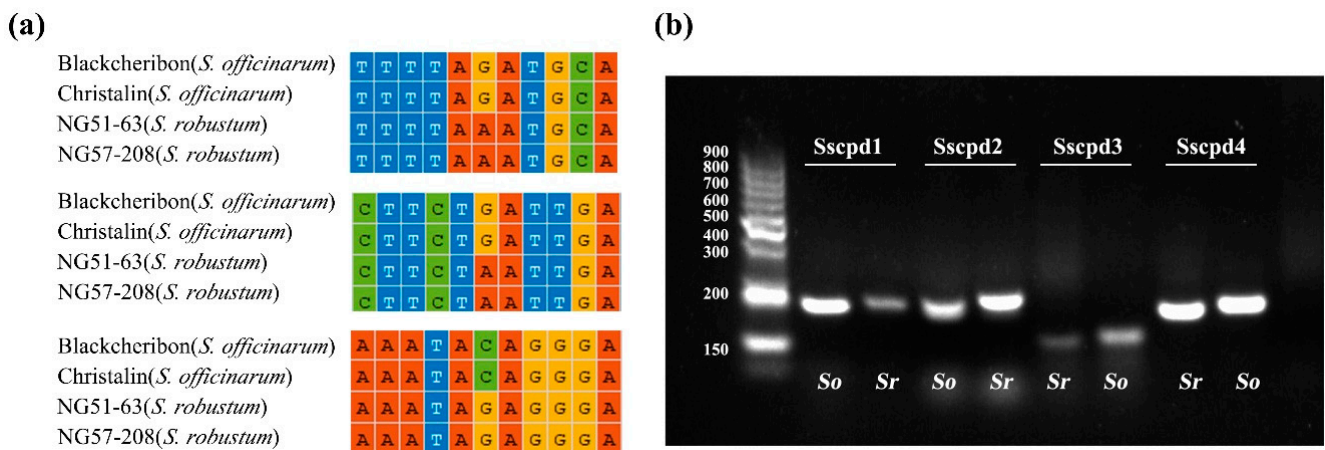 (a)
Blackcheribon(S. officinarum) T T T T A G A T G C A
Christalin(S. officinarum) T T T T A G A T G C A
NG51-63(S. robustum) T T T T A A A T G C A
NG57-208(S. robustum) T T T T A A A T G C A
Blackcheribon(S. officinarum) C T T C T G A T T G A
Christalin(S. officinarum) C T T C T G A T T G A
NG51-63(S. robustum) C T T C T A A T T G A
NG57-208(S. robustum) C T T C T A A T T G A
Blackcheribon(S. officinarum) A A A T A C A G G G A
Christalin(S. officinarum) A A A T A C A G G G A
NG51-63(S. robustum) A A A T A G A G G G A
NG57-208(S. robustum) A A A T A G A G G G A
(b)
Sscpd1 Sscpd2 Sscpd3 Sscpd4
900
800
700
600
500
400
300
200
150
So Sr So Sr Sr So Sr So